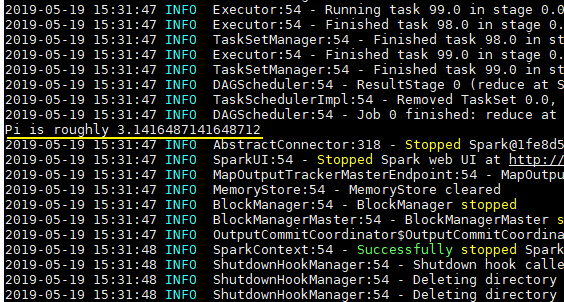 2019-05-19 15:31:47 INFO  Executor:54 - Running task 99.0 in stage 0.0
2019-05-19 15:31:47 INFO  Executor:54 - Finished task 98.0 in stage 0.
2019-05-19 15:31:47 INFO  TaskSetManager:54 - Finished task 98.0 in st
2019-05-19 15:31:47 INFO  Executor:54 - Finished task 99.0 in stage 0.
2019-05-19 15:31:47 INFO  TaskSetManager:54 - Finished task 99.0 in st
2019-05-19 15:31:47 INFO  DAGScheduler:54 - ResultStage 0 (reduce at S
2019-05-19 15:31:47 INFO  TaskSchedulerImpl:54 - Removed TaskSet 0.0,
2019-05-19 15:31:47 INFO  DAGScheduler:54 - Job 0 finished: reduce at
Pi is roughly 3.1416487141648712
2019-05-19 15:31:47 INFO  AbstractConnector:318 - Stopped Spark@1fe8d5
2019-05-19 15:31:47 INFO  SparkUI:54 - Stopped Spark web UI at http://
2019-05-19 15:31:47 INFO  MapOutputTrackerMasterEndpoint:54 - MapOutpu
2019-05-19 15:31:47 INFO  MemoryStore:54 - MemoryStore cleared
2019-05-19 15:31:47 INFO  BlockManager:54 - BlockManager stopped
2019-05-19 15:31:47 INFO  BlockManagerMaster:54 - BlockManagerMaster s
2019-05-19 15:31:47 INFO  OutputCommitCoordinator$OutputCommitCoordina
2019-05-19 15:31:48 INFO  SparkContext:54 - Successfully stopped Spark
2019-05-19 15:31:48 INFO  ShutdownHookManager:54 - Shutdown hook calle
2019-05-19 15:31:48 INFO  ShutdownHookManager:54 - Deleting directory
2019-05-19 15:31:48 INFO  ShutdownHookManager:54 - Deleting directory